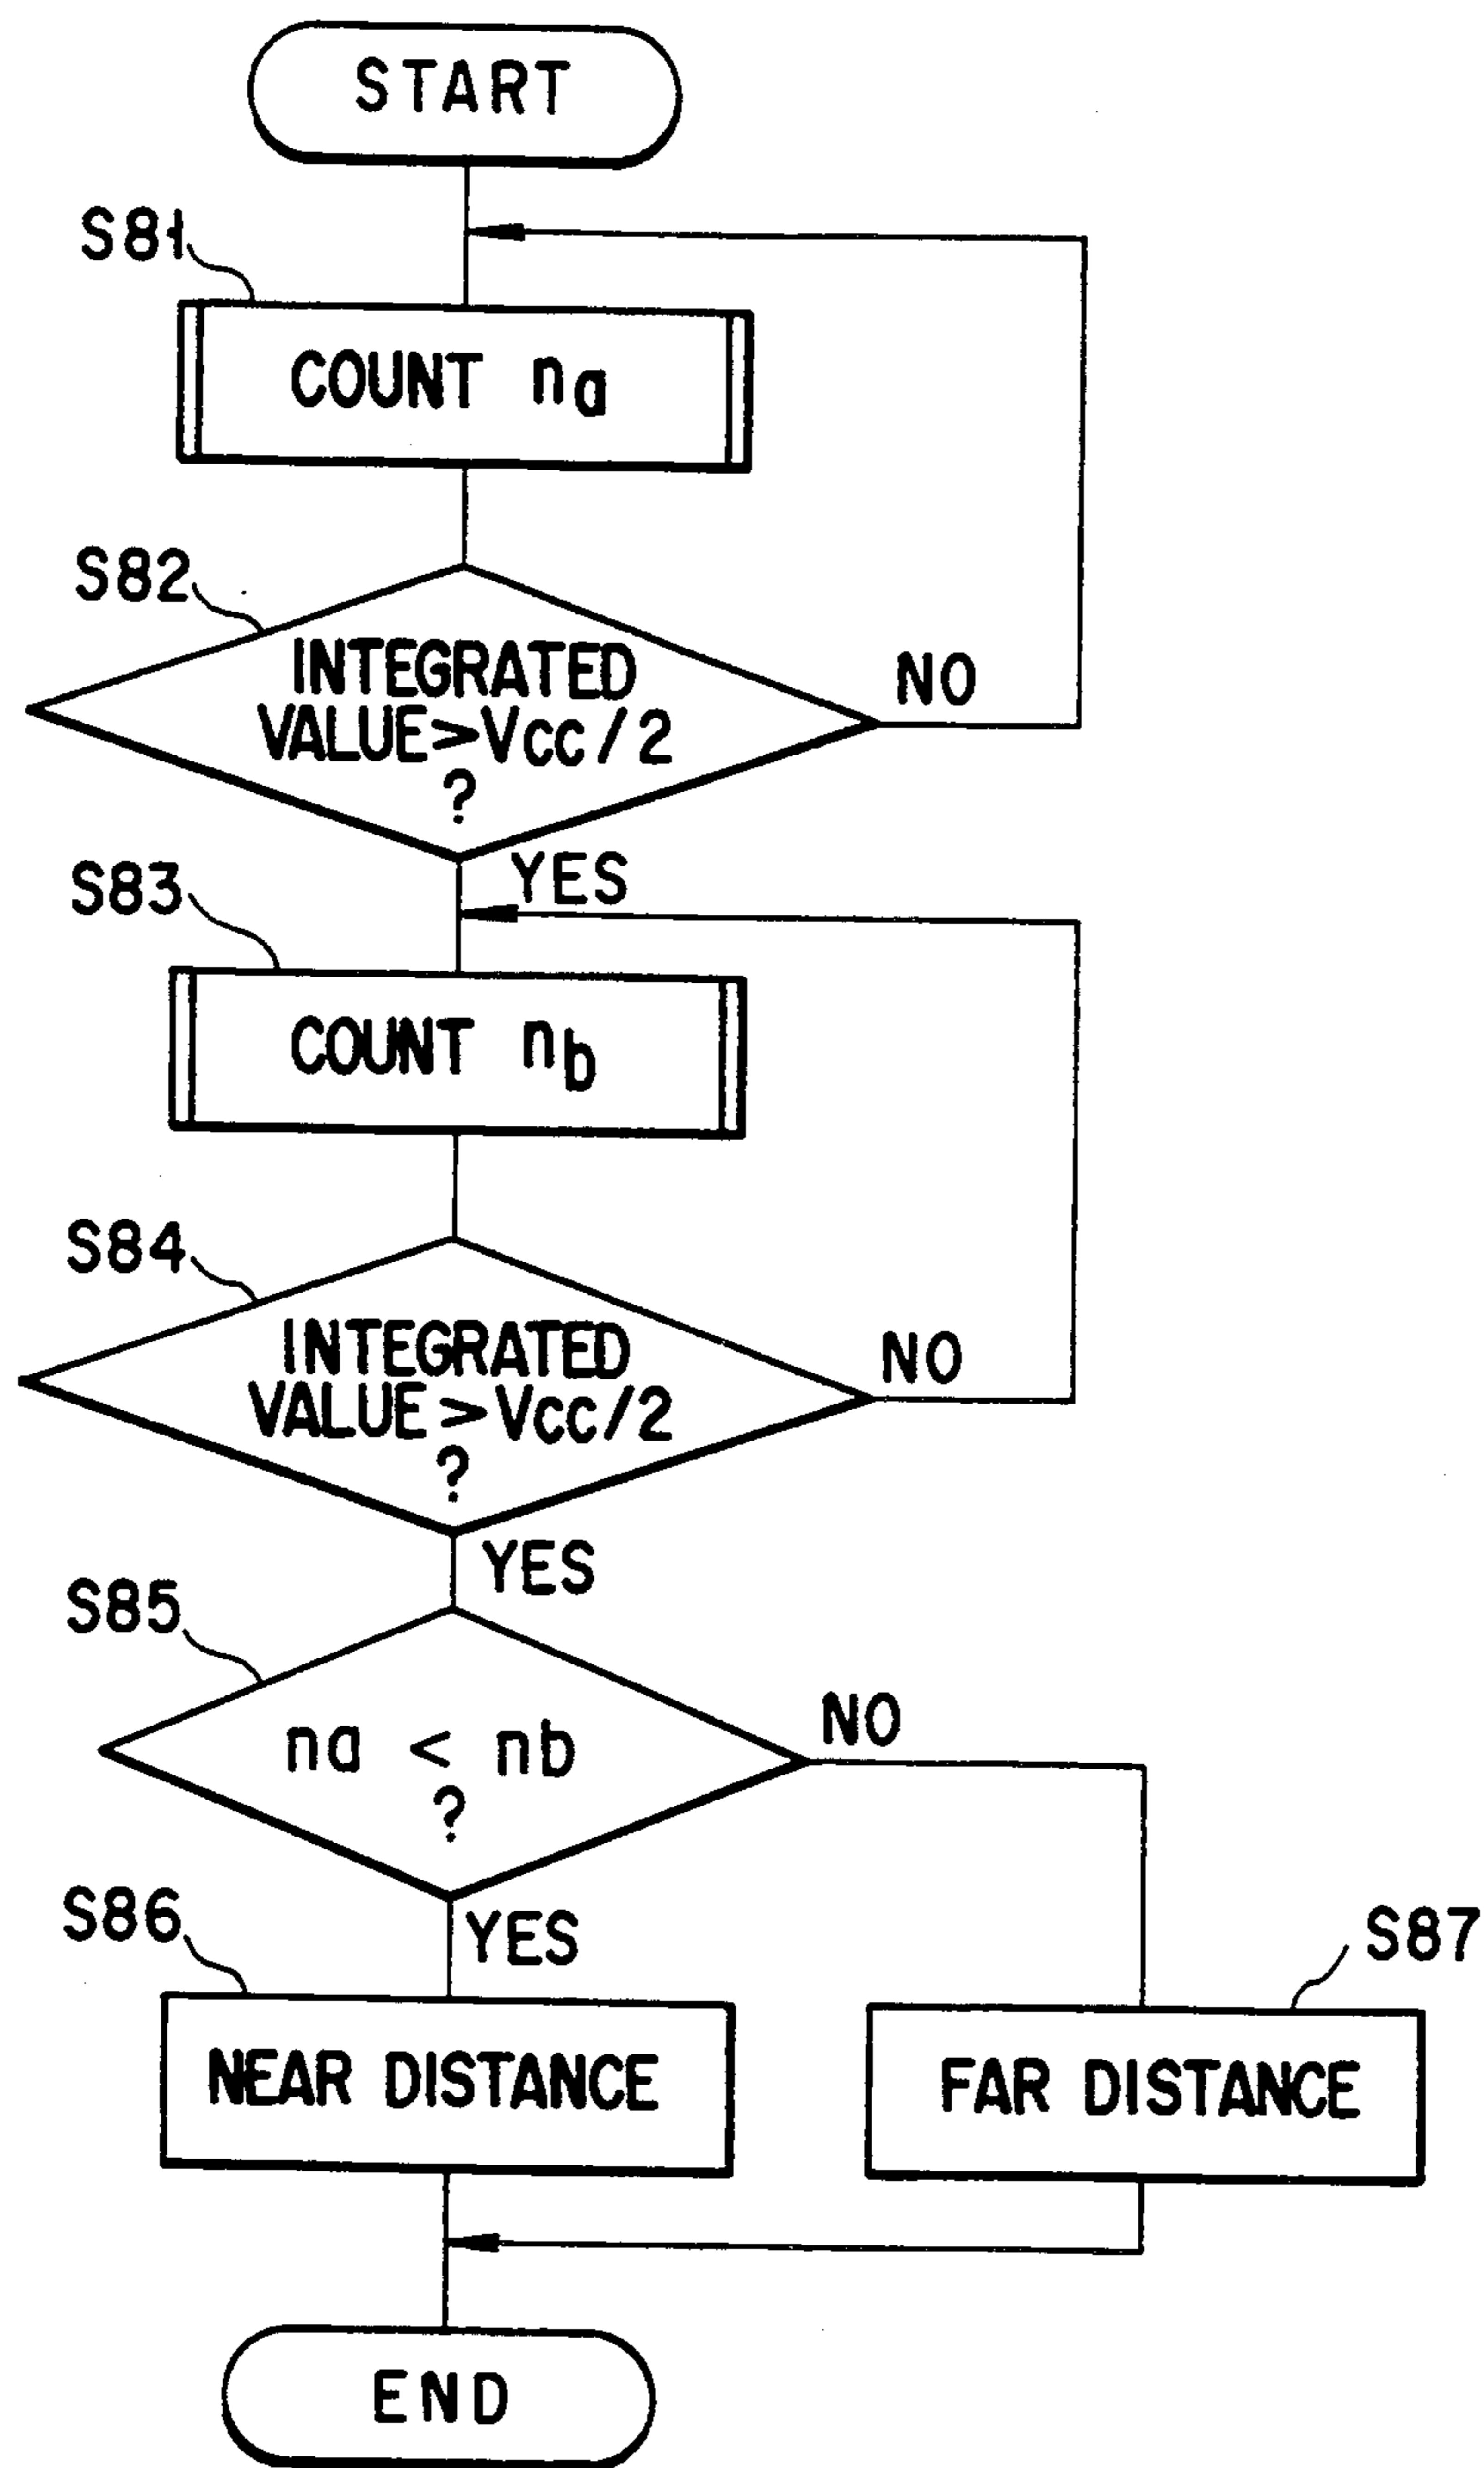 START
S81
COUNT na
S82
INTEGRATED
VALUE>Vcc/2
?
NO
YES
S83
COUNT nb
S84
INTEGRATED
VALUE>Vcc/2
?
NO
YES
S85
na < nb
?
NO
YES
S86
NEAR DISTANCE
S87
FAR DISTANCE
END